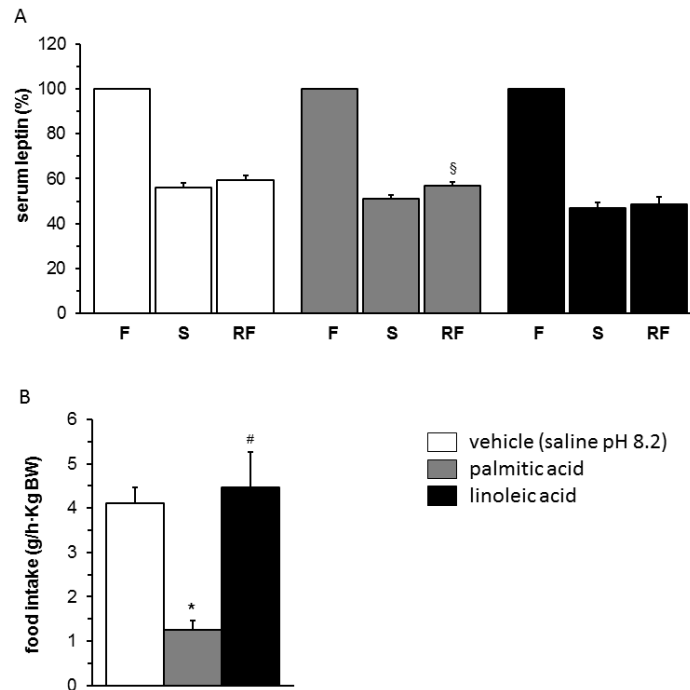 A
serum leptin (%)
120
100
80
60
40
20
0
§
F S RF F S RF F S RF
B
food intake (g/h·Kg BW)
6
5
4
3
2
1
0
*
#
vehicle (saline pH 8.2)
palmitic acid
linoleic acid